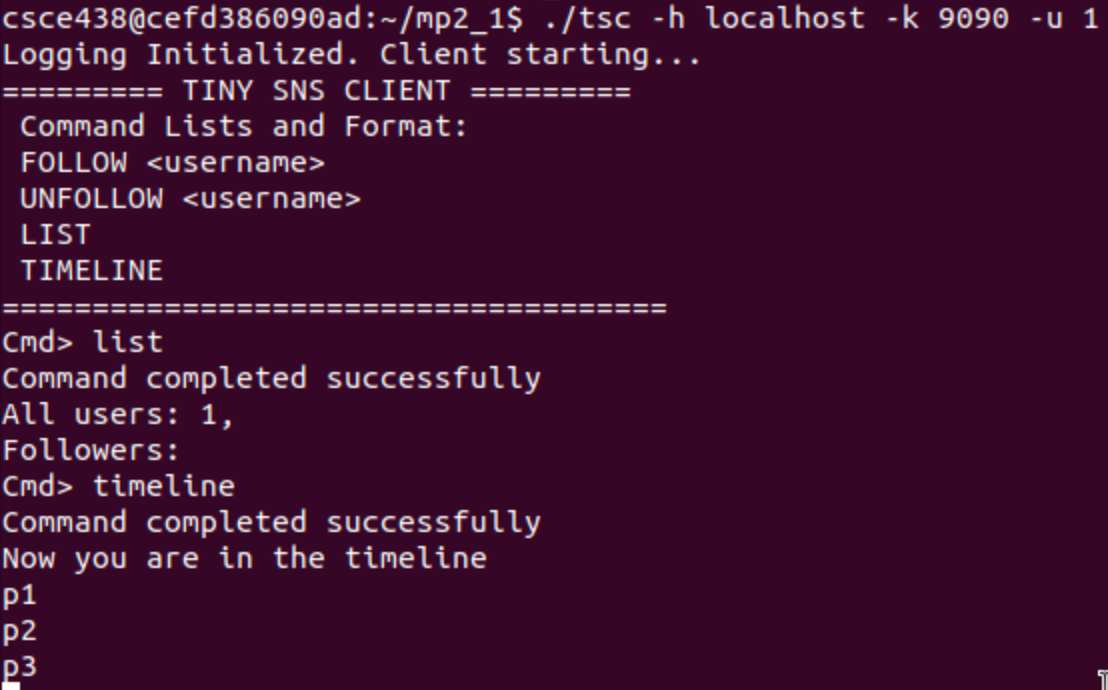 csce438@cefd386090ad:~/mp2_1$ ./tsc -h localhost -k 9090 -u 1
Logging Initialized. Client starting...
========= TINY SNS CLIENT =========
 Command Lists and Format:
 FOLLOW <username>
 UNFOLLOW <username>
 LIST
 TIMELINE
=====================================
Cmd> list
Command completed successfully
All users: 1,
Followers:
Cmd> timeline
Command completed successfully
Now you are in the timeline
p1
p2
p3